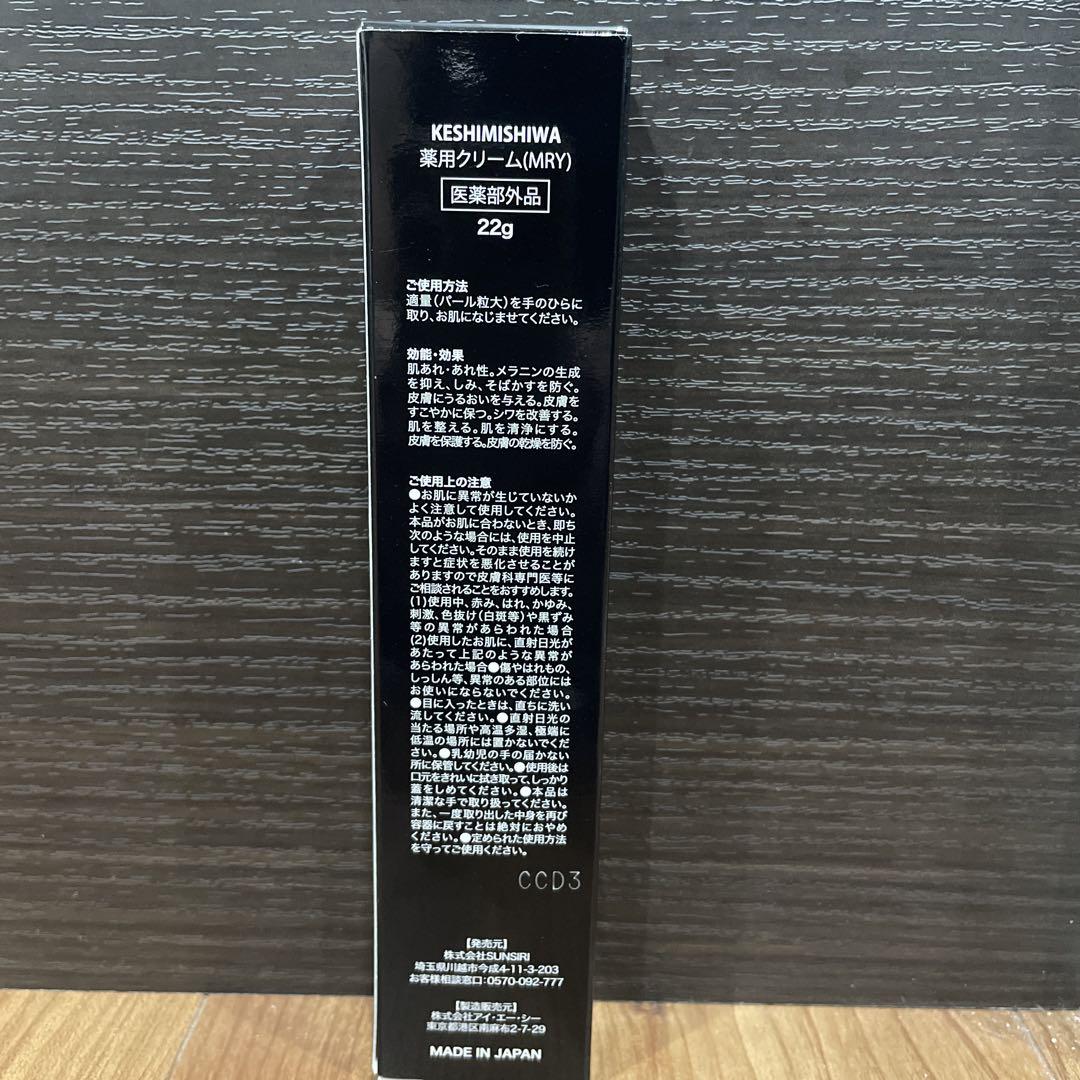 KESHIMISHIWA
薬用クリーム(MRY)
医薬部外品
22g
ご使用方法
適量(パール粒大)を手のひらに
取り、お肌になじませてください。
効能・効果
肌あれ・あれ性。メラニンの生成
を抑え、しみ、そばかすを防ぐ。
皮膚にうるおいを与える。皮膚を
すこやかに保つ。シワを改善する。
肌を整える。肌を清浄にする。
皮膚を保護する。皮膚の乾燥を防ぐ。
ご使用上の注意
●お肌に異常が生じていないか
よく注意して使用してください。
本品がお肌に合わないとき、即ち
次のような場合には、使用を中止
してください。そのまま使用を続け
ますと症状を悪化させることが
ありますので皮膚科専門医等に
ご相談されることをおすすめします。
(1)使用中、赤み、はれ、かゆみ、
刺激、色抜け(白斑等)や黒ずみ
等の異常があらわれた場合
(2)使用したお肌に、直射日光が
あたって上記のような異常が
あらわれた場合●傷やはれもの、
しっしん等、異常のある部位には
お使いにならないでください。
●目に入ったときは、直ちに洗い
流してください。●直射日光の
当たる場所や高温多湿、極端に
低温の場所には置かないでくだ
さい。●乳幼児の手の届かない
所に保管してください。●使用後は
口元をきれいに拭き取って、しっかり
蓋をしめてください。●本品は
清潔な手で取り扱ってください。
また、一度取り出した中身を再び
容器に戻すことは絶対におやめ
ください。●定められた使用方法
を守ってご使用ください。
CCD3
【発売元】
株式会社SUNSIRI
埼玉県川越市今成4-11-3-203
お客様相談窓口:0570-092-777
【製造販売元】
株式会社アイ・エー・シー
東京都港区南麻布2-7-29
MADE IN JAPAN